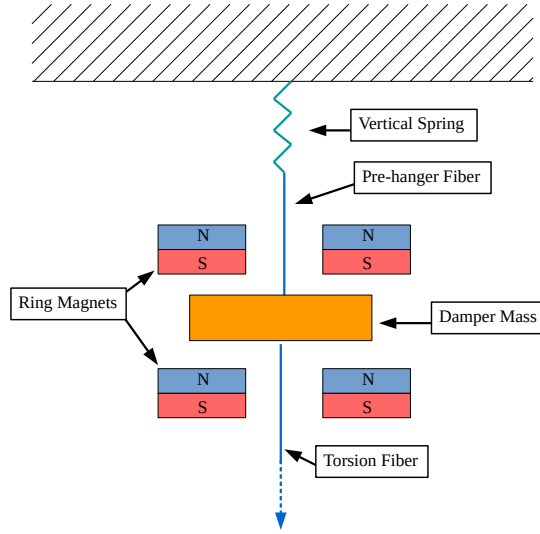 Vertical Spring
Pre-hanger Fiber
N
N
S
S
Ring Magnets
Damper Mass
N
N
S
S
Torsion Fiber